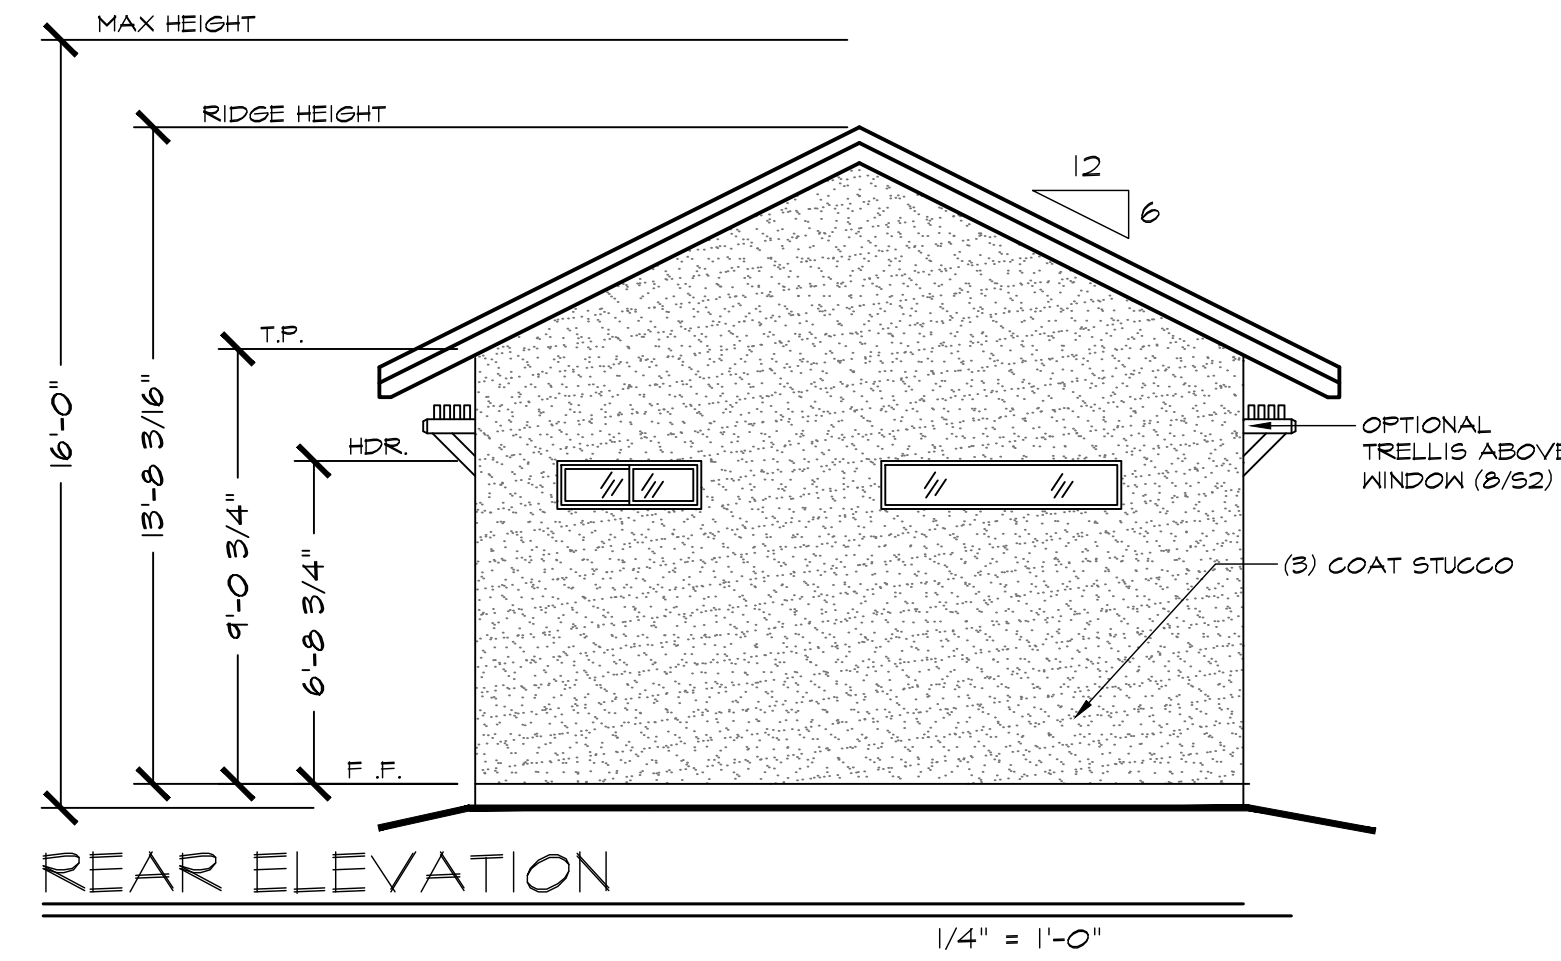 MAX HEIGHT
RIDGE HEIGHT
12
6
T.P.
16'-0"
13'-8 3/16"
HDR.
OPTIONAL
TRELLIS ABOVE
WINDOW (8/S2)
9'-0 3/4"
6'-8 3/4"
(3) COAT STUCCO
F .F.
REAR ELEVATION
1/4" = 1'-0"